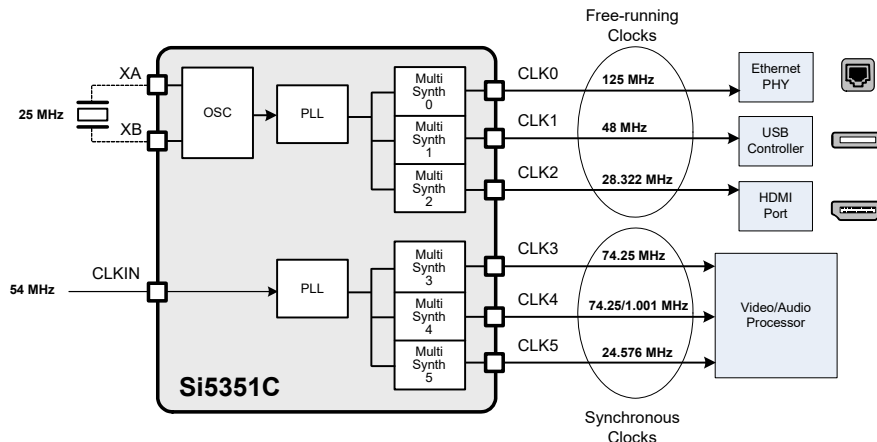 Free-running
Clocks
XA
25 MHz
XB
OSC
PLL
Multi
Synth
0
Multi
Synth
1
Multi
Synth
2
CLK0
125 MHz
Ethernet
PHY
CLK1
48 MHz
USB
Controller
CLK2
28.322 MHz
HDMI
Port
CLKIN
54 MHz
PLL
Multi
Synth
3
Multi
Synth
4
Multi
Synth
5
CLK3
74.25 MHz
CLK4
74.25/1.001 MHz
CLK5
24.576 MHz
Video/Audio
Processor
Si5351C
Synchronous
Clocks